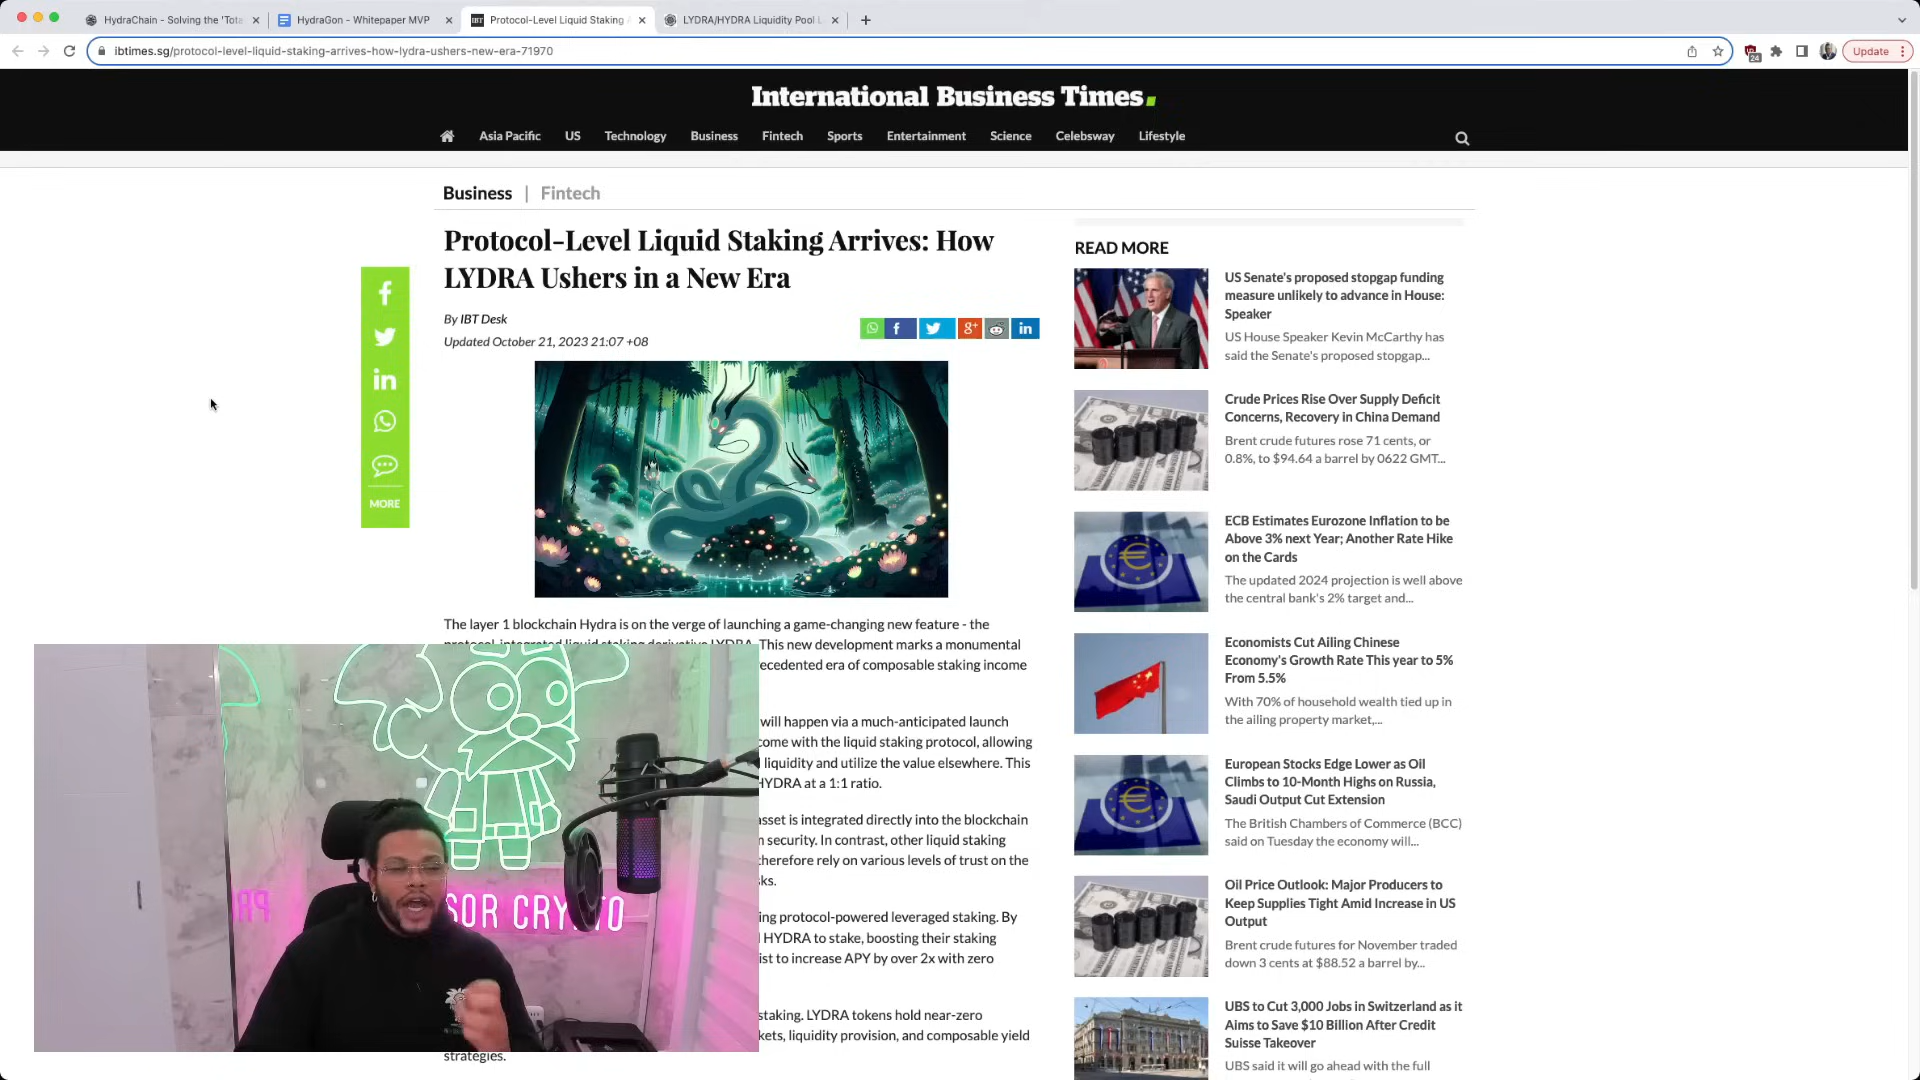 HydraChain - Solving the 'Tota
HydraGon - Whitepaper MVP
Protocol-Level Liquid Staking
LYDRA/HYDRA Liquidity Pool
ibtimes.sg/protocol-level-liquid-staking-arrives-how-lydra-ushers-new-era-71970
24
Update
International Business Times
Asia Pacific US Technology Business Fintech Sports Entertainment Science Celebsway Lifestyle
Business | Fintech
Protocol-Level Liquid Staking Arrives: How
LYDRA Ushers in a New Era
By IBT Desk
Updated October 21, 2023 21:07 +08
MORE
The layer 1 blockchain Hydra is on the verge of launching a game-changing new feature - the
protocol-integrated liquid staking derivative LYDRA. This new development marks a monumental
ecedented era of composable staking income
will happen via a much-anticipated launch
come with the liquid staking protocol, allowing
liquidity and utilize the value elsewhere. This
HYDRA at a 1:1 ratio.
asset is integrated directly into the blockchain
security. In contrast, other liquid staking
therefore rely on various levels of trust on the
sks.
ing protocol-powered leveraged staking. By
HYDRA to stake, boosting their staking
ist to increase APY by over 2x with zero
staking. LYDRA tokens hold near-zero
kets, liquidity provision, and composable yield
strategies.
SOR CRYPTO
READ MORE
US Senate's proposed stopgap funding
measure unlikely to advance in House:
Speaker
US House Speaker Kevin McCarthy has
said the Senate's proposed stopgap...
Crude Prices Rise Over Supply Deficit
Concerns, Recovery in China Demand
Brent crude futures rose 71 cents, or
0.8%, to $94.64 a barrel by 0622 GMT...
ECB Estimates Eurozone Inflation to be
Above 3% next Year; Another Rate Hike
on the Cards
The updated 2024 projection is well above
the central bank's 2% target and...
Economists Cut Ailing Chinese
Economy's Growth Rate This year to 5%
From 5.5%
With 70% of household wealth tied up in
the ailing property market,...
European Stocks Edge Lower as Oil
Climbs to 10-Month Highs on Russia,
Saudi Output Cut Extension
The British Chambers of Commerce (BCC)
said on Tuesday the economy will...
Oil Price Outlook: Major Producers to
Keep Supplies Tight Amid Increase in US
Output
Brent crude futures for November traded
down 3 cents at $88.52 a barrel by...
UBS to Cut 3,000 Jobs in Switzerland as it
Aims to Save $10 Billion After Credit
Suisse Takeover
UBS said it will go ahead with the full